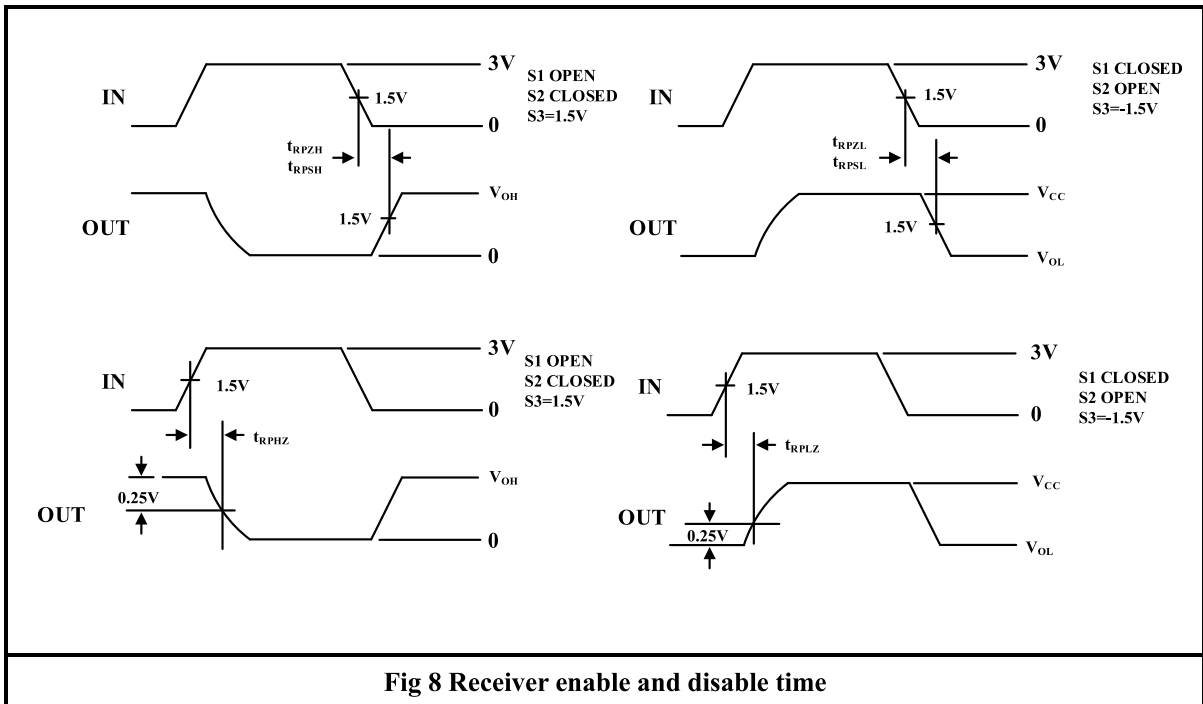 3V
S1 OPEN
S2 CLOSED
S3=1.5V
IN
1.5V
0
tRPZH
tRPSH
VOH
OUT
1.5V
0
3V
S1 CLOSED
S2 OPEN
S3=-1.5V
IN
1.5V
0
tRPZL
tRPSL
VCC
OUT
1.5V
VOL
3V
S1 OPEN
S2 CLOSED
S3=1.5V
IN
1.5V
0
tRPHZ
VOH
0.25V
OUT
0
3V
S1 CLOSED
S2 OPEN
S3=-1.5V
IN
1.5V
0
tRPLZ
VCC
OUT
0.25V
VOL
Fig 8 Receiver enable and disable time